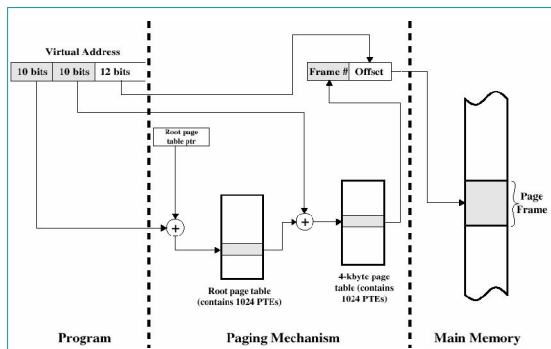 Virtual Address
10 bits 10 bits 12 bits
Frame # Offset
Root page
table ptr
+
+
Page
Frame
Root page table
(contains 1024 PTEs)
4-kbyte page
table (contains
1024 PTEs)
Program
Paging Mechanism
Main Memory